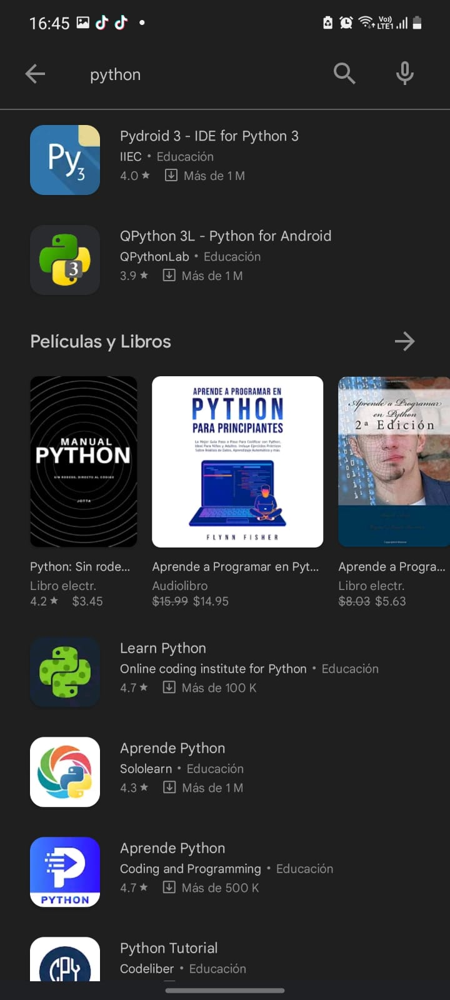 16:45
Vo))
LTE1
python
Py3
Pydroid 3 - IDE for Python 3
IIEC • Educación
4.0 ★ Más de 1 M
3
QPython 3L - Python for Android
QPythonLab • Educación
3.9 ★ Más de 1 M
Películas y Libros
MANUAL
PYTHON
SIN RODEOS, DIRECTO AL CODIGO
JOTTA
APRENDE A PROGRAMAR EN
PYTHON
PARA PRINCIPIANTES
La Mejor Guía Paso a Paso Para Codificar con Python,
Ideal Para Niños y Adultos. Incluye Ejercicios Prácticos
Sobre Análisis de Datos, Aprendizaje Automático y más.
FLYNN FISHER
Aprende a Programar
en Python
2ª Edición
Python: Sin rode...
Libro electr.
4.2 ★ $3.45
Aprende a Programar en Pyt...
Audiolibro
$15.99 $14.95
Aprende a Progra...
Libro electr.
$8.03 $5.63
Learn Python
Online coding institute for Python • Educación
4.7 ★ Más de 100 K
Aprende Python
Sololearn • Educación
4.3 ★ Más de 1 M
PYTHON
Aprende Python
Coding and Programming • Educación
4.7 ★ Más de 500 K
CPY
Python Tutorial
Codeliber • Educación